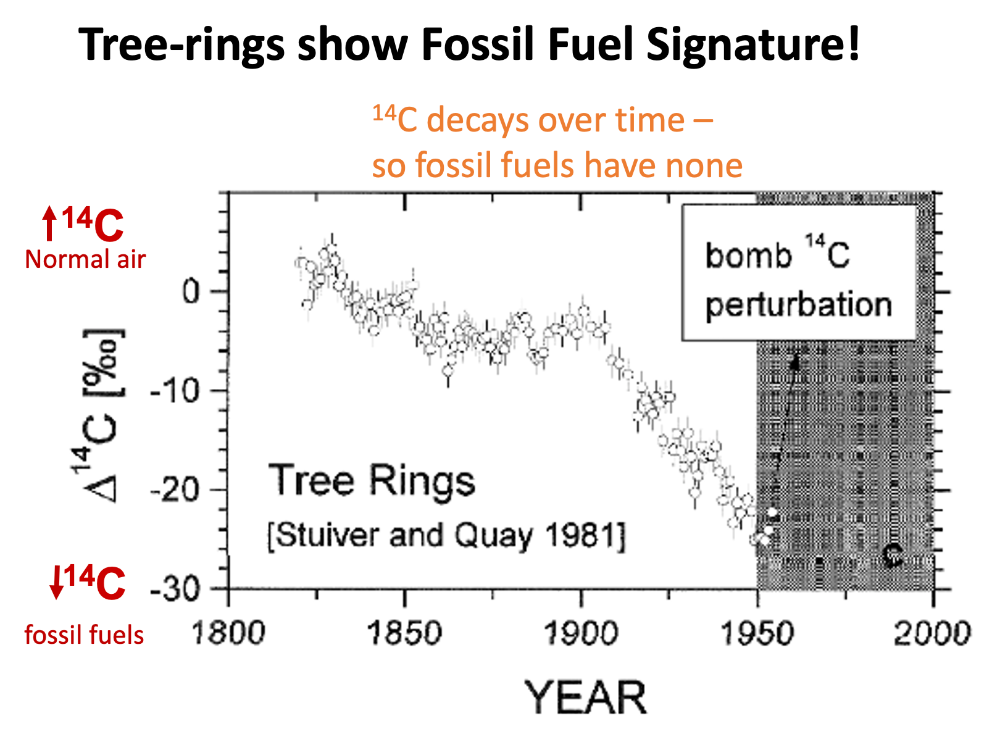 Tree-rings show Fossil Fuel Signature!
¹⁴C decays over time –
so fossil fuels have none
↑¹⁴C
Normal air
bomb ¹⁴C
perturbation
0
-10
-20
-30
Δ¹⁴C [‰]
Tree Rings
[Stuiver and Quay 1981]
C
↓¹⁴C
fossil fuels
1800 1850 1900 1950 2000
YEAR